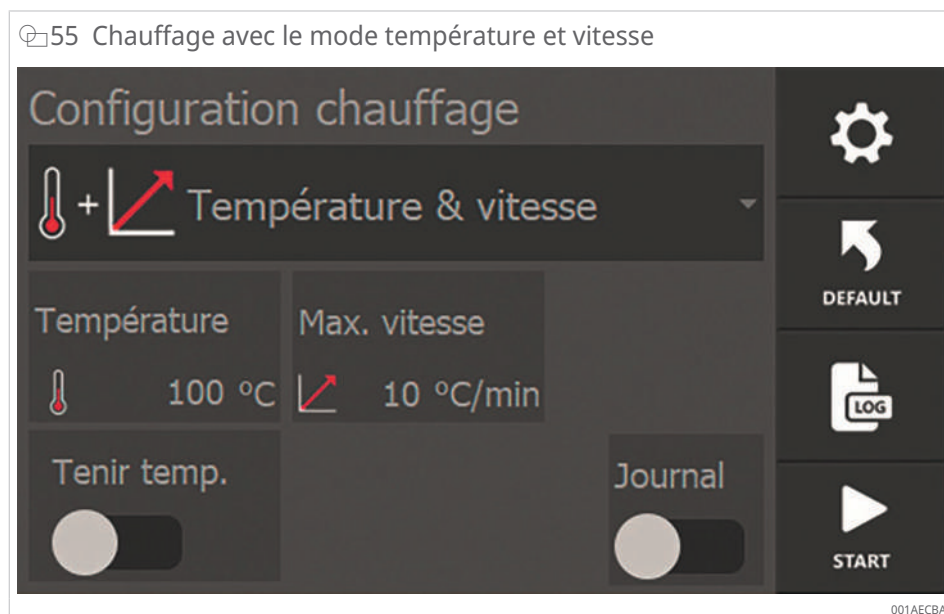 55 Chauffage avec le mode température et vitesse
Configuration chauffage
+ Température & vitesse
DEFAULT
Température
Max. vitesse
100 °C
10 °C/min
LOG
Tenir temp.
Journal
START
001AECBA